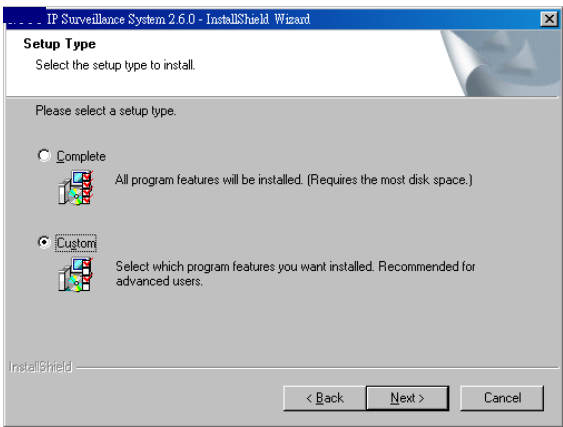 IP Surveillance System 2.6.0 - InstallShield Wizard
Setup Type
Select the setup type to install.
Please select a setup type.
Complete
All program features will be installed. (Requires the most disk space.)
Custom
Select which program features you want installed. Recommended for
advanced users.
InstallShield
< Back
Next >
Cancel